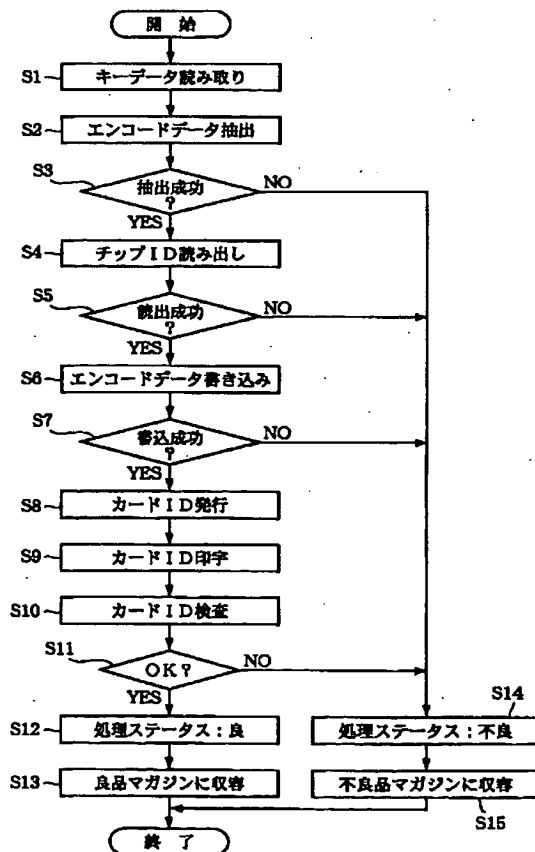 開始
S1 キーデータ読み取り
S2 エンコードデータ抽出
S3 抽出成功 NO
?
YES
S4 チップID読み出し
S5 読出成功 NO
?
YES
S6 エンコードデータ書き込み
S7 書込成功 NO
?
YES
S8 カードID発行
S9 カードID印字
S10 カードID検査
S11 OK? NO
YES
S14
S12 処理ステータス:良 処理ステータス:不良
S13 良品マガジンに収容 不良品マガジンに収容
S15
終了